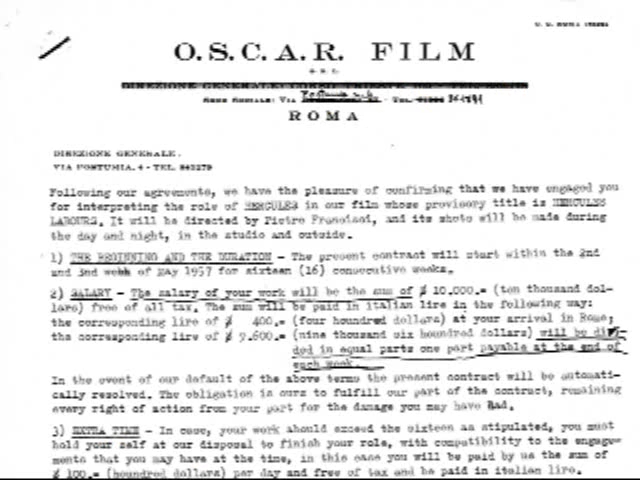 O.S.C.A.R. FILM
ROMA
DIREZIONE GENERALE.
VIA POSTUMIA, 4 - TEL. 843279
Following our agreements, we have the pleasure of confirming that we have engaged you
for interpreting the role of HERCULES in our film whose provisory title is HERCULES
LABOURS. It will be directed by Pietro Francisci, and its shots will be made during
the day and night, in the studio and outside.
1) THE BEGINNING AND THE DURATION - The present contract will start within the 2nd
and 3nd week of May 1957 for sixteen (16) consecutive weeks.
2) SALARY - The salary of your work will be the sum of $ 10.000.= (ten thousand dol-
lars) free of all tax. The sum will be paid in italian lire in the following way:
the corresponding lire of $ 400.= (four houndred dollars) at your arrival in Rome;
the corresponding lire of $ 9.600.= (nine thousand six houndred dollars) will be divi-
ded in equal parts one part payable at the end of
each week.
In the event of our default of the above terms the present contract will be automati-
cally resolved. The obligation is ours to fulfill our part of the contract, remaining
every right of action from your part for the damage you may have had.
3) EXTRA TIME - In case, your work should exceed the sixteen as stipulated, you must
hold your self at our disposal to finish your role, with compatibility to the engage-
ments that you may have at the time, in this case you will be paid by us the sum of
$ 100.= (houndred dollars) per day and free of tax and be paid in italian lire.